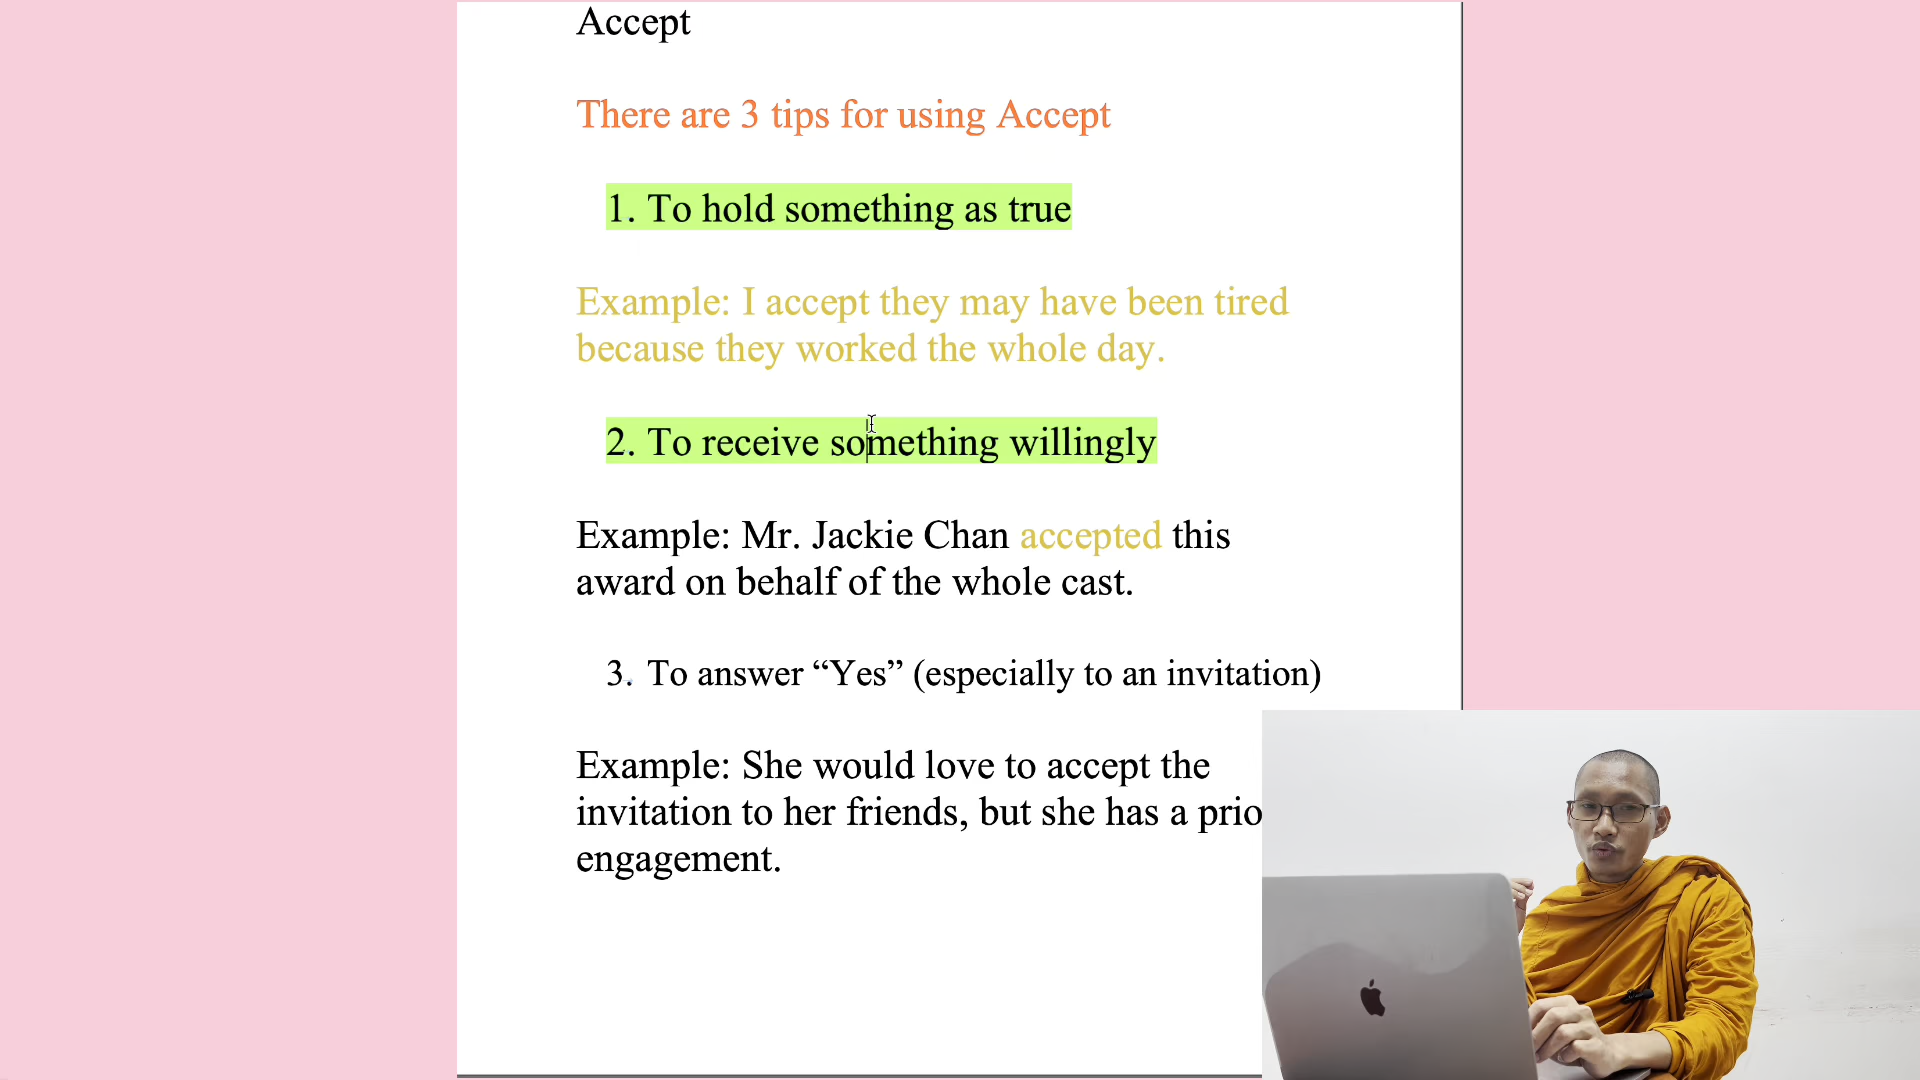 Accept
There are 3 tips for using Accept
1. To hold something as true
Example: I accept they may have been tired
because they worked the whole day.
2. To receive something willingly
Example: Mr. Jackie Chan accepted this
award on behalf of the whole cast.
3. To answer “Yes” (especially to an invitation)
Example: She would love to accept the
invitation to her friends, but she has a prio
engagement.